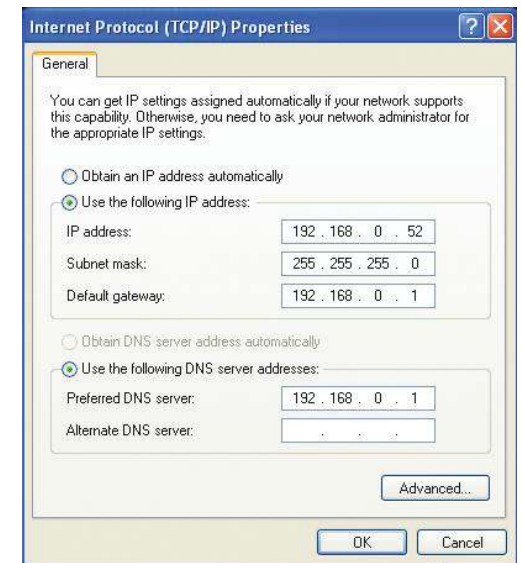 Internet Protocol (TCP/IP) Properties
General
You can get IP settings assigned automatically if your network supports
this capability. Otherwise, you need to ask your network administrator for
the appropriate IP settings.
Obtain an IP address automatically
Use the following IP address:
IP address: 192 . 168 . 0 . 52
Subnet mask: 255 . 255 . 255 . 0
Default gateway: 192 . 168 . 0 . 1
Obtain DNS server address automatically
Use the following DNS server addresses:
Preferred DNS server: 192 . 168 . 0 . 1
Alternate DNS server: . . .
Advanced...
OK Cancel